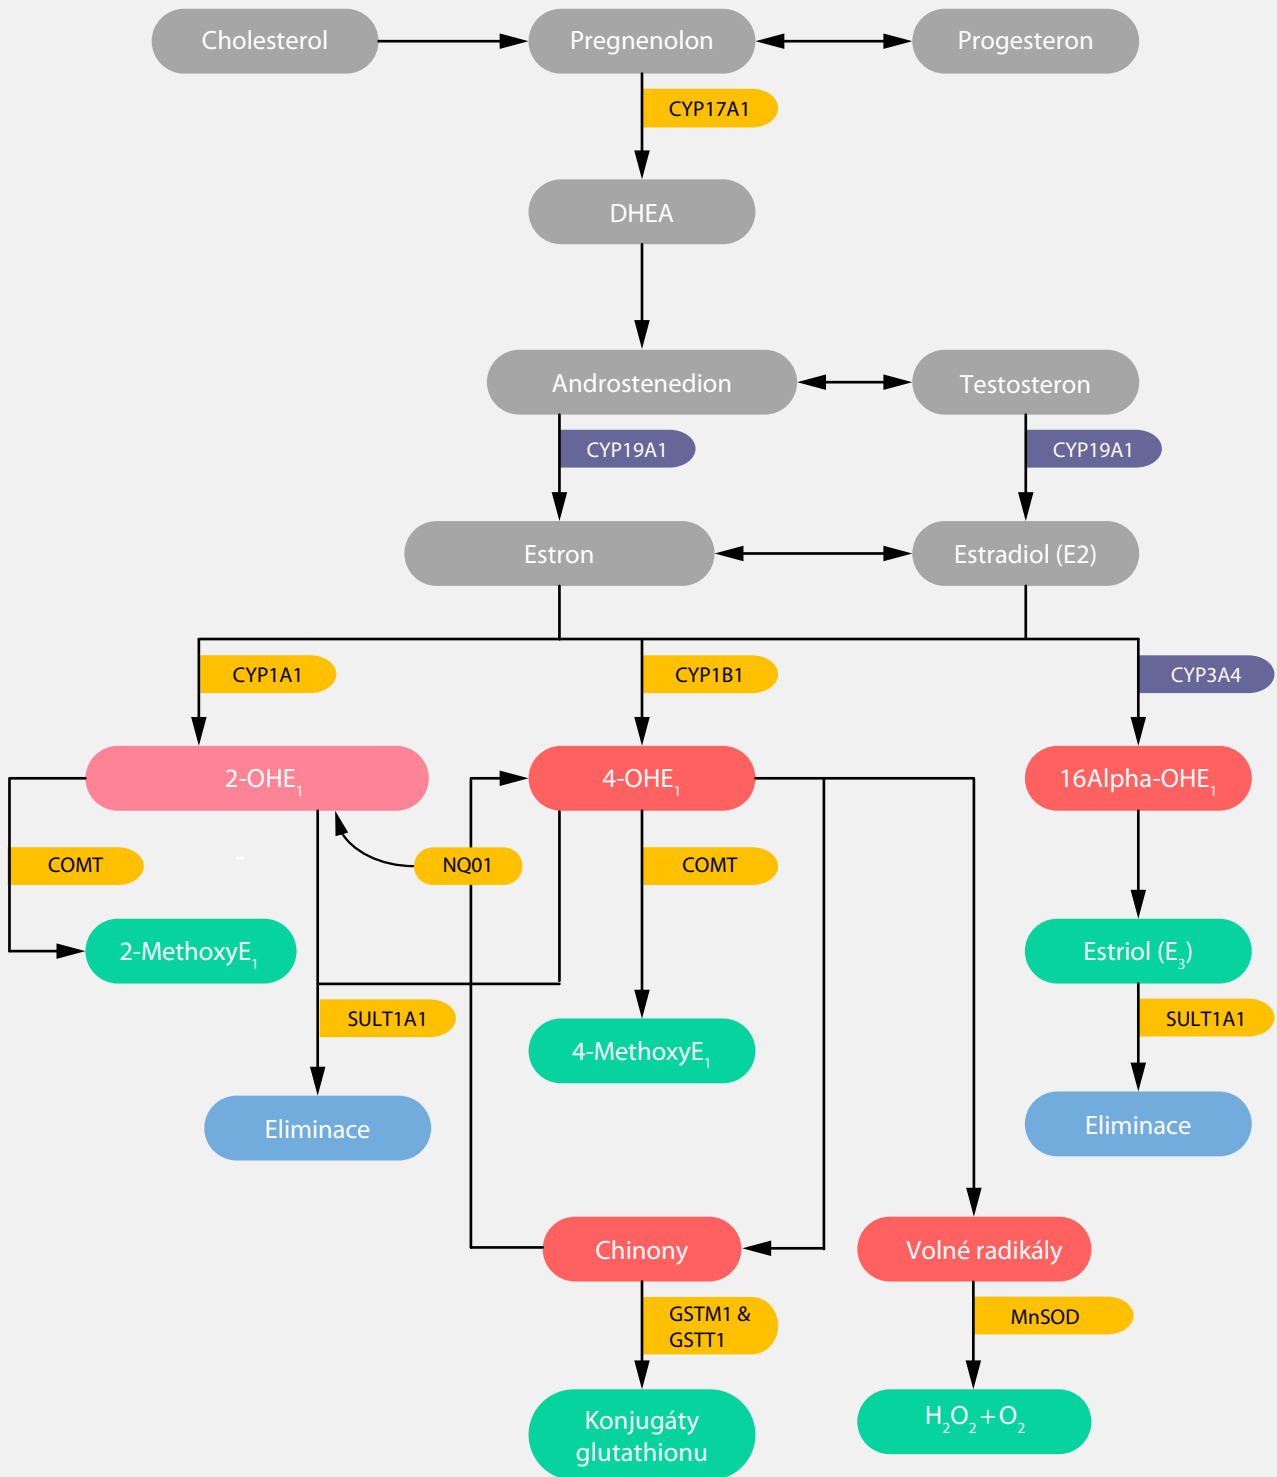 Cholesterol
Pregnenolon
Progesteron
CYP17A1
DHEA
Androstenedion
Testosteron
CYP19A1
CYP19A1
Estron
Estradiol (E2)
CYP1A1
CYP1B1
CYP3A4
2-OHE₁
4-OHE₁
16Alpha-OHE₁
COMT
-
NQ01
COMT
2-MethoxyE₁
Estriol (E₃)
SULT1A1
SULT1A1
4-MethoxyE₁
Eliminace
Eliminace
Chinony
Volné radikály
GSTM1 &
GSTT1
MnSOD
Konjugáty
glutathionu
H₂O₂ + O₂